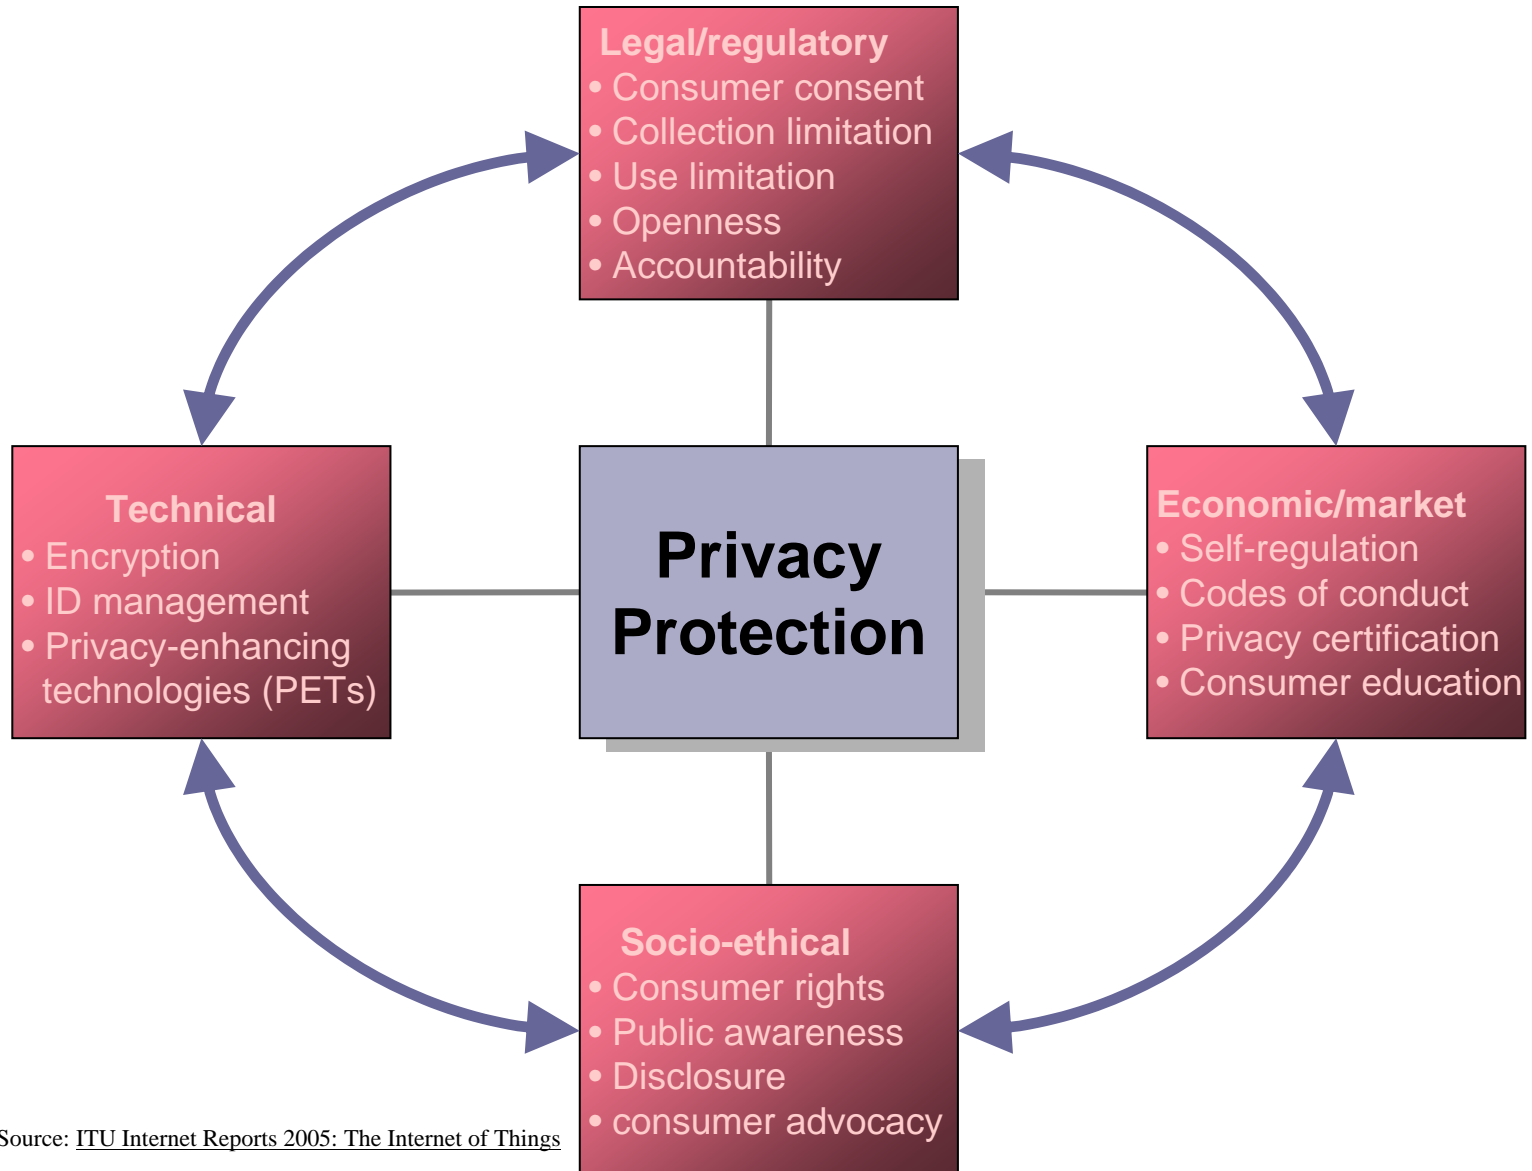 Legal/regulatory
• Consumer consent
• Collection limitation
• Use limitation
• Openness
• Accountability
Technical
• Encryption
• ID management
• Privacy-enhancing
technologies (PETs)
Privacy
Protection
Economic/market
• Self-regulation
• Codes of conduct
• Privacy certification
• Consumer education
Socio-ethical
• Consumer rights
• Public awareness
• Disclosure
• consumer advocacy
Source: ITU Internet Reports 2005: The Internet of Things